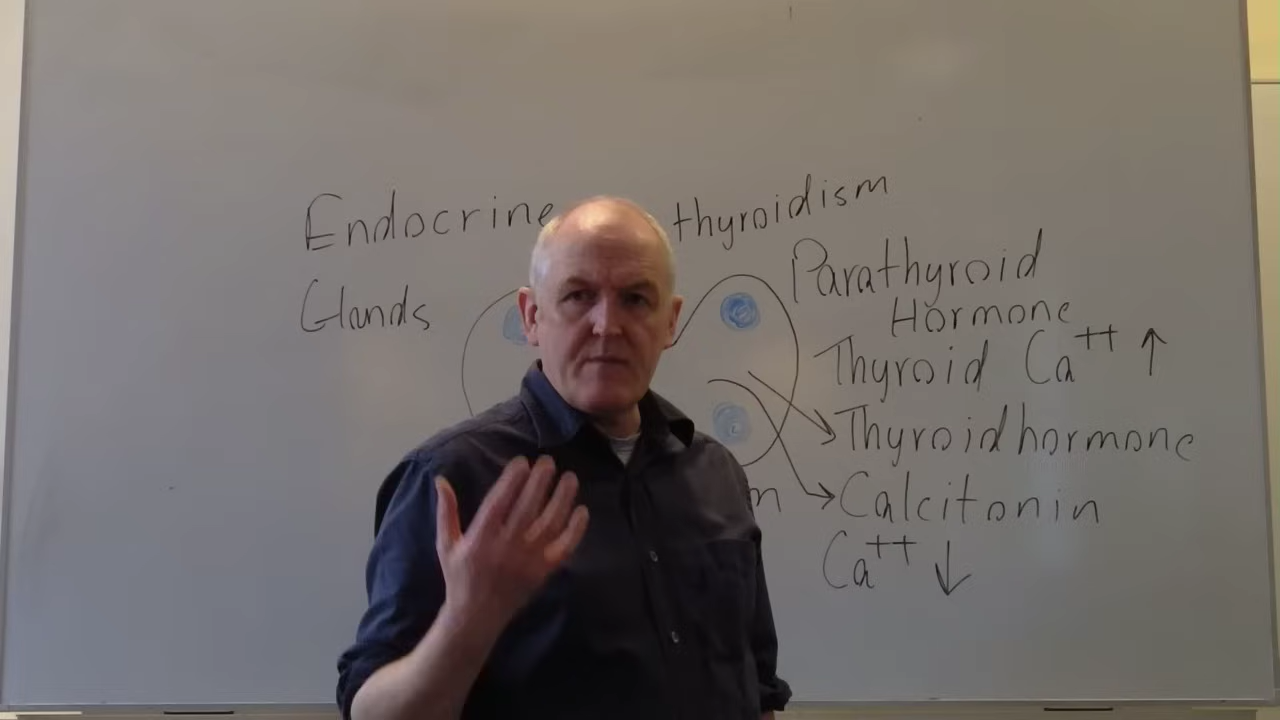 Endocrine thyroidism
Glands
Parathyroid
Hormone
Thyroid Ca⁺⁺ ↑
Thyroid hormone
Calcitonin
Ca⁺⁺ ↓